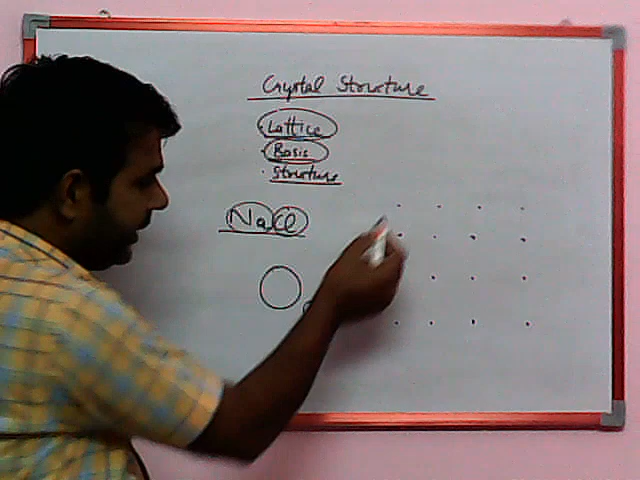 Crystal Structure
· Lattice
· Basis
· Structure
NaCl